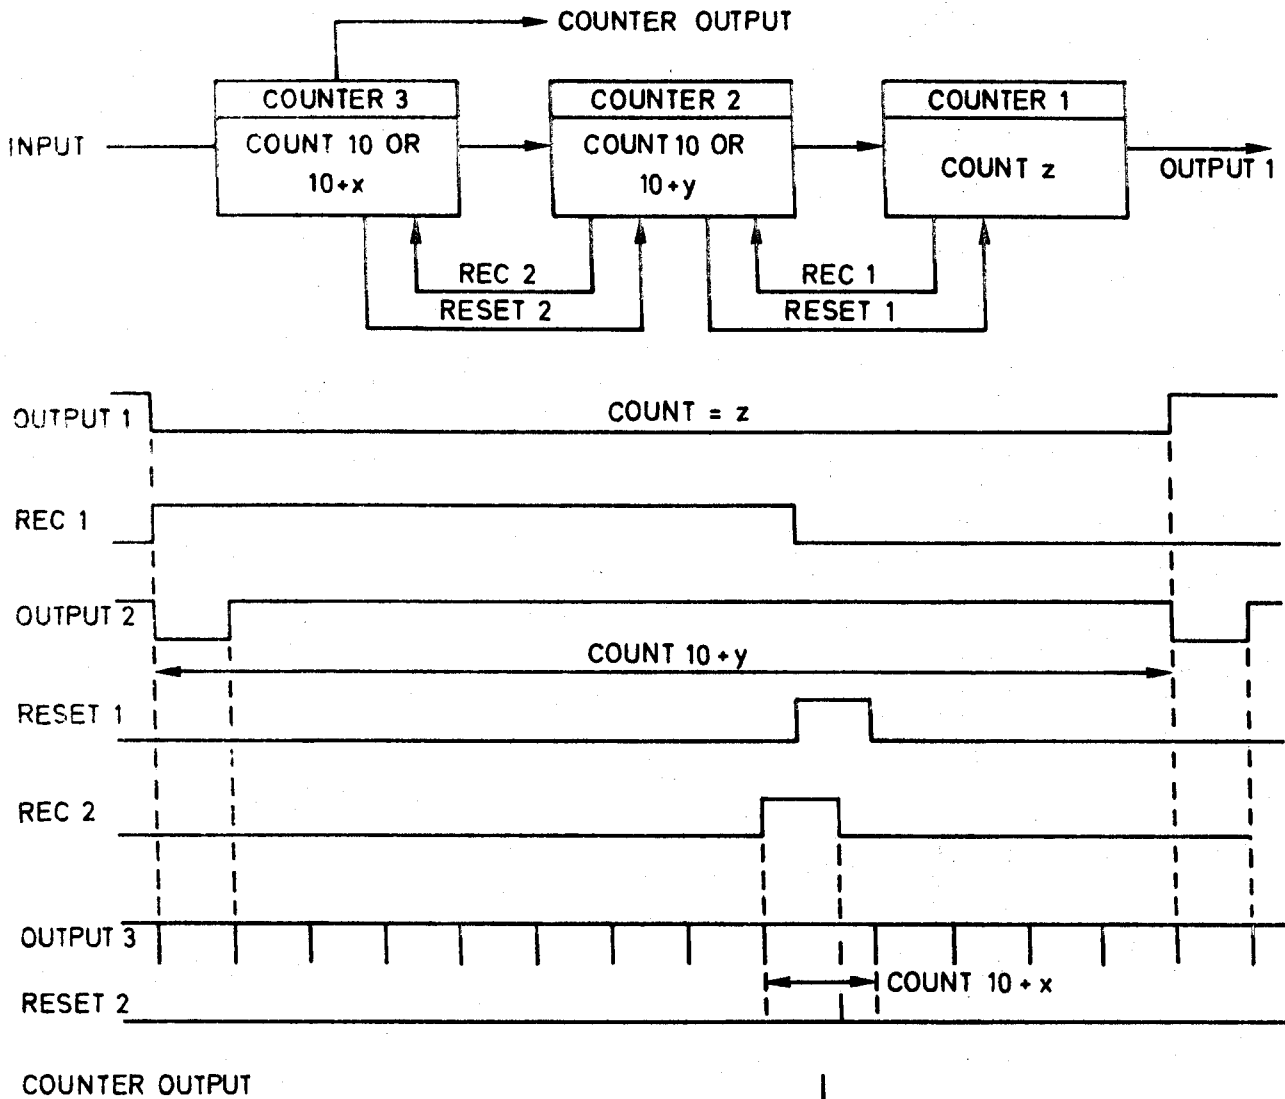 COUNTER OUTPUT
COUNTER 3
COUNTER 2
COUNTER 1
INPUT
COUNT 10 OR
10+x
COUNT 10 OR
10+y
COUNT z
OUTPUT 1
REC 2
RESET 2
REC 1
RESET 1
OUTPUT 1
COUNT = z
REC 1
OUTPUT 2
COUNT 10+y
RESET 1
REC 2
OUTPUT 3
COUNT 10+x
RESET 2
COUNTER OUTPUT